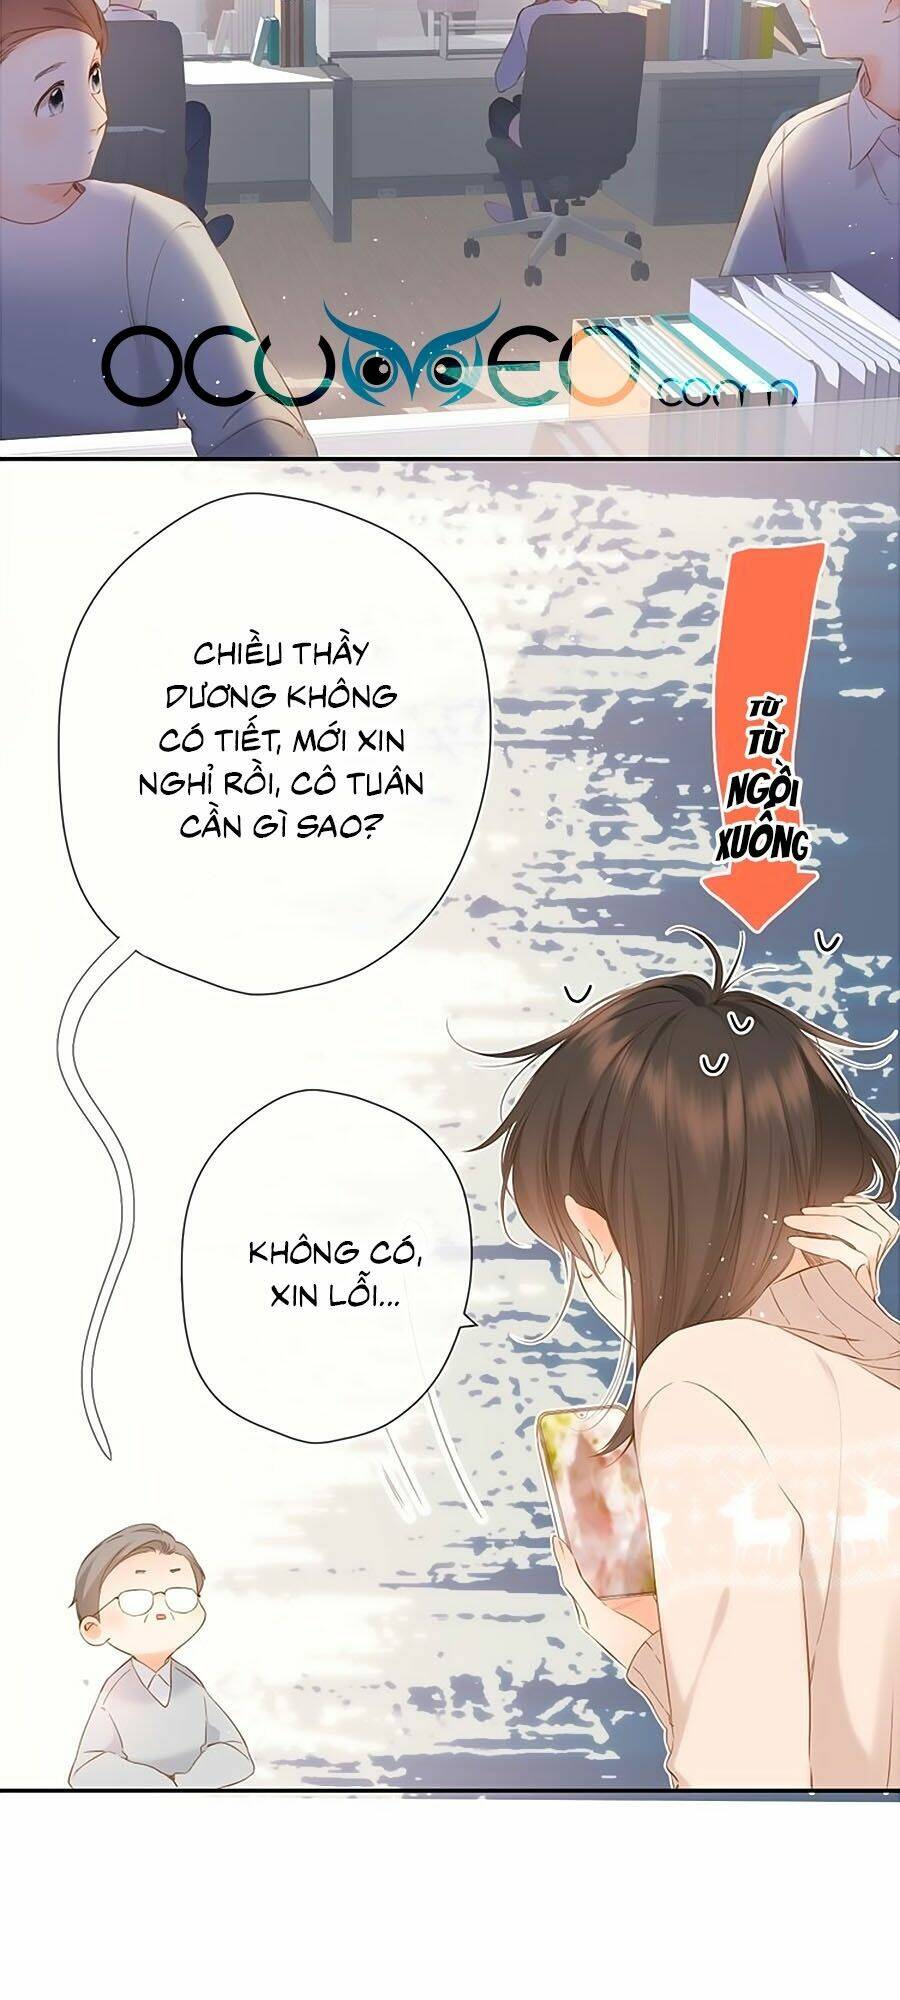 OCUMEO.comm
CHIỀU THẦY
DƯƠNG KHÔNG
CÓ TIẾT, MỚI XIN
NGHỈ RỒI, CÔ TUÂN
CẦN GÌ SAO?
TỪ
TỪ
NGỒI
XUỐNG
KHÔNG CÓ,
XIN LỖI...